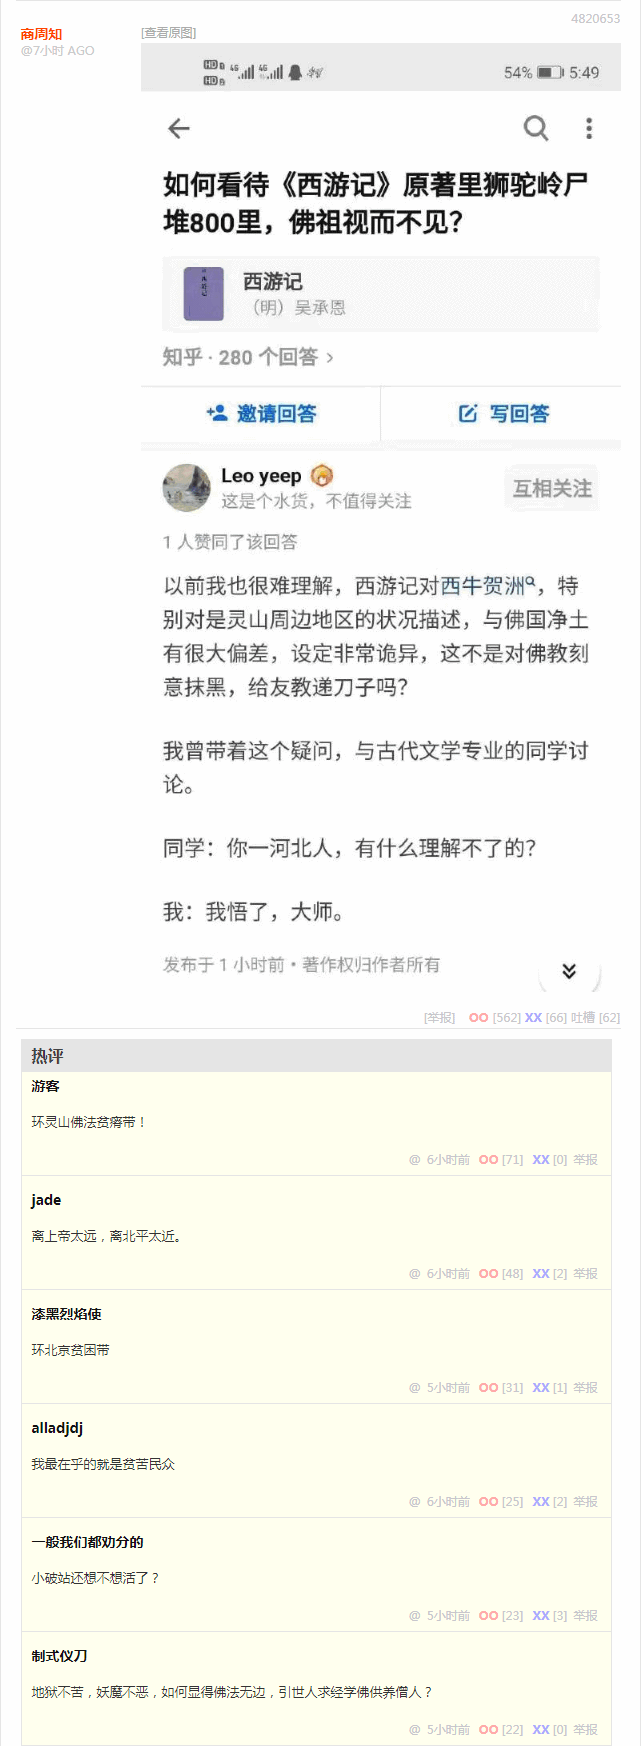 4820653
商周知
@7小时 AGO
[查看原图]
HD 4G 4G 54% 5:49
HD
如何看待《西游记》原著里狮驼岭尸
堆800里，佛祖视而不见？
西游记
西游记
（明）吴承恩
知乎 · 280 个回答 >
邀请回答
写回答
Leo yeep
这是个水货，不值得关注
互相关注
1 人赞同了该回答
以前我也很难理解，西游记对西牛贺洲，特
别对是灵山周边地区的状况描述，与佛国净土
有很大偏差，设定非常诡异，这不是对佛教刻
意抹黑，给友教递刀子吗？
我曾带着这个疑问，与古代文学专业的同学讨
论。
同学：你一河北人，有什么理解不了的？
我：我悟了，大师。
发布于 1 小时前 · 著作权归作者所有
[举报] OO [562] XX [66] 吐槽 [62]
热评
游客
环灵山佛法贫瘠带！
@ 6小时前 OO [71] XX [0] 举报
jade
离上帝太远，离北平太近。
@ 6小时前 OO [48] XX [2] 举报
漆黑烈焰使
环北京贫困带
@ 5小时前 OO [31] XX [1] 举报
alladjdj
我最在乎的就是贫苦民众
@ 6小时前 OO [25] XX [2] 举报
一般我们都劝分的
小破站还想不想活了？
@ 5小时前 OO [23] XX [3] 举报
制式仪刀
地狱不苦，妖魔不恶，如何显得佛法无边，引世人求经学佛供养僧人？
@ 5小时前 OO [22] XX [0] 举报